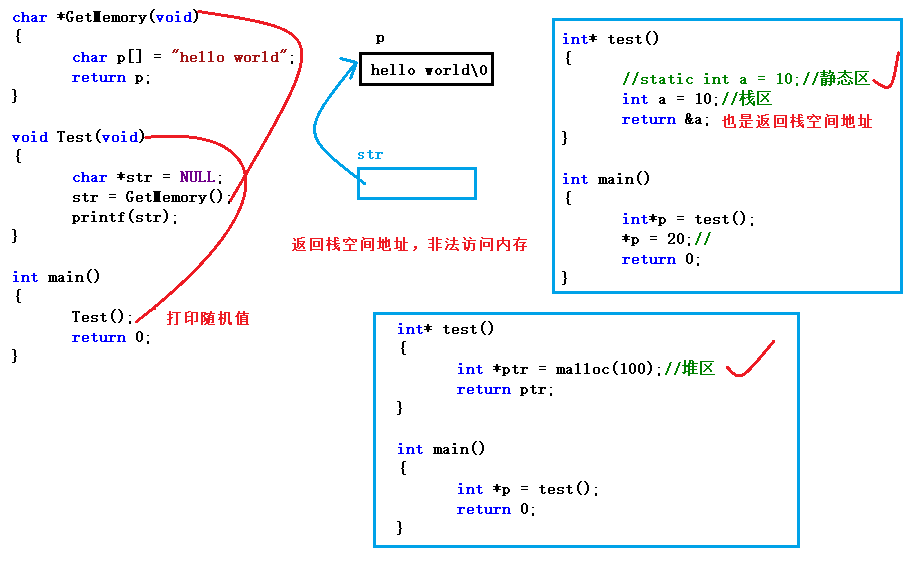 char *GetMemory(void)
{
char p[] = "hello world";
return p;
}
void Test(void)
{
char *str = NULL;
str = GetMemory();
printf(str);
}
int main()
{
Test();
打印随机值
return 0;
}
p
hello world\0
str
返回栈空间地址，非法访问内存
int* test()
{
//static int a = 10;//静态区
int a = 10;//栈区
return &a; 也是返回栈空间地址
}
int main()
{
int*p = test();
*p = 20;//
return 0;
}
int* test()
{
int *ptr = malloc(100);//堆区
return ptr;
}
int main()
{
int *p = test();
return 0;
}